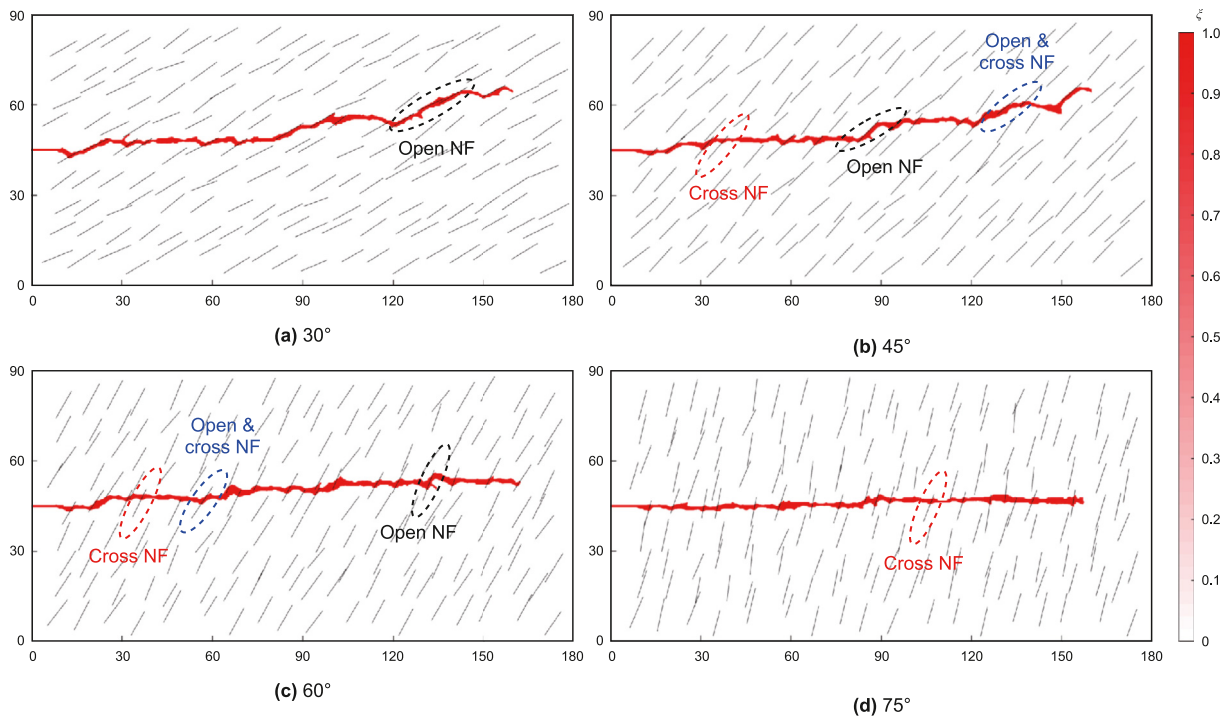 90
60
30
0
0 30 60 90 120 150 180
Open NF
(a) 30°
90
60
30
0
0 30 60 90 120 150 180
Open &
cross NF
Open NF
Cross NF
(b) 45°
ξ
1.0
0.9
0.8
0.7
0.6
0.5
0.4
0.3
0.2
0.1
0
90
60
30
0
0 30 60 90 120 150 180
Open &
cross NF
Open NF
Cross NF
(c) 60°
90
60
30
0
0 30 60 90 120 150 180
Cross NF
(d) 75°